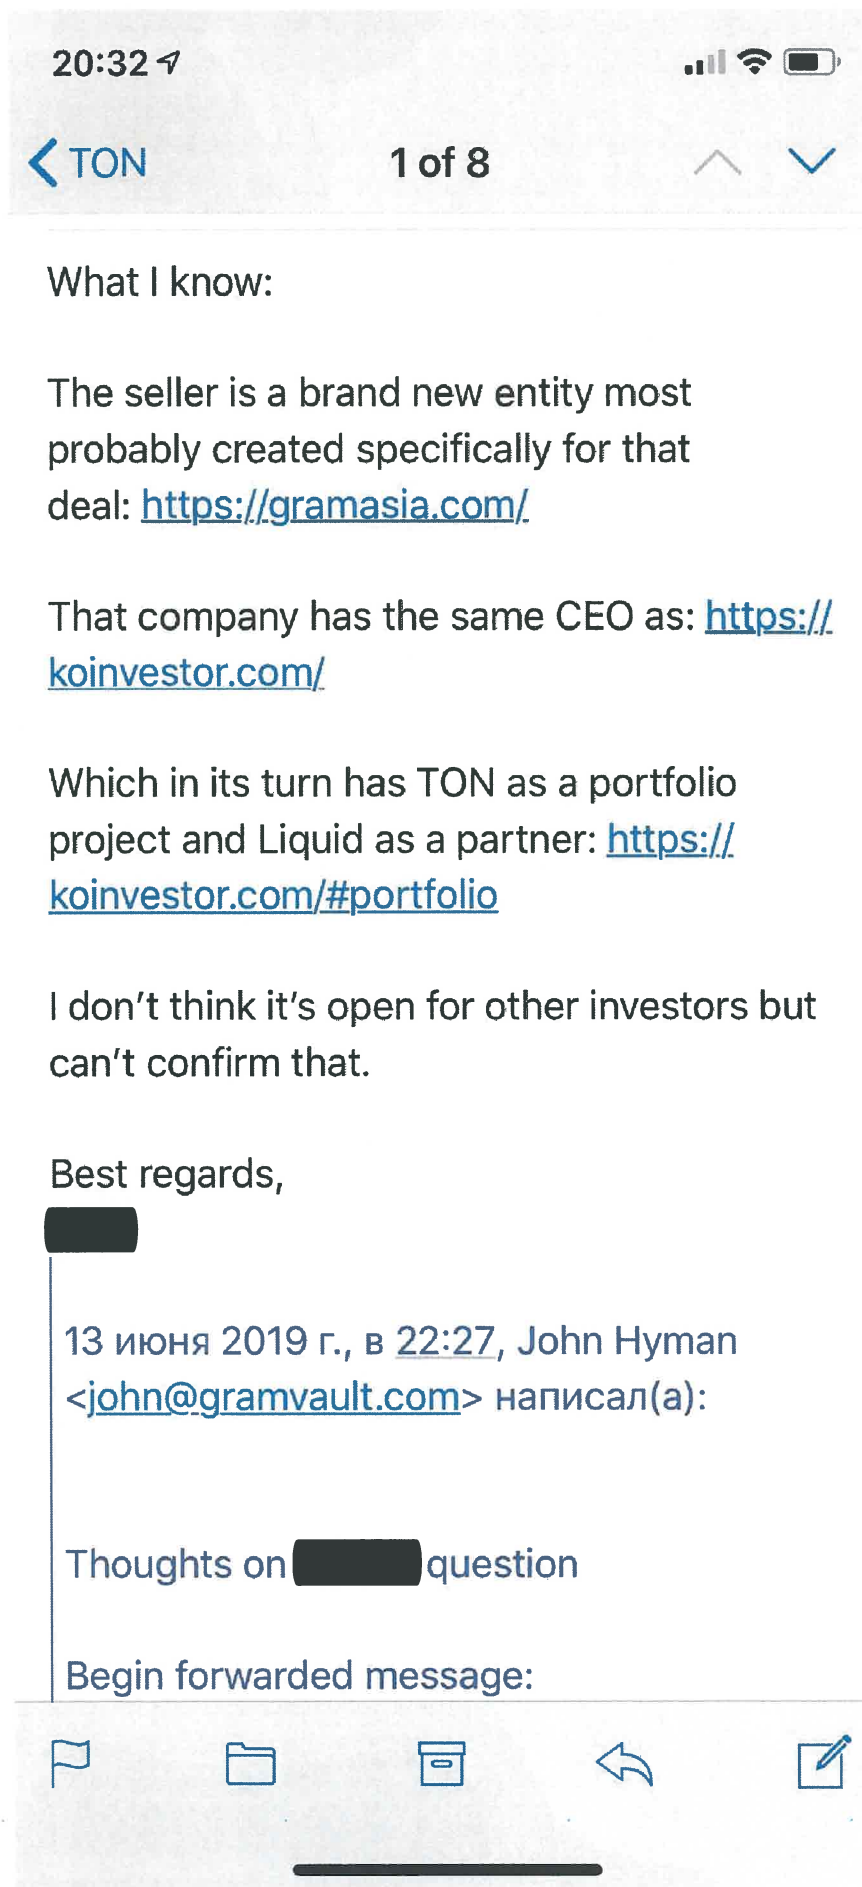 20:32
TON
1 of 8
What I know:
The seller is a brand new entity most
probably created specifically for that
deal: https://gramasia.com/
That company has the same CEO as: https://
koinvestor.com/
Which in its turn has TON as a portfolio
project and Liquid as a partner: https://
koinvestor.com/#portfolio
I don't think it's open for other investors but
can't confirm that.
Best regards,
13 июня 2019 г., в 22:27, John Hyman
<john@gramvault.com> написал(а):
Thoughts on question
Begin forwarded message: